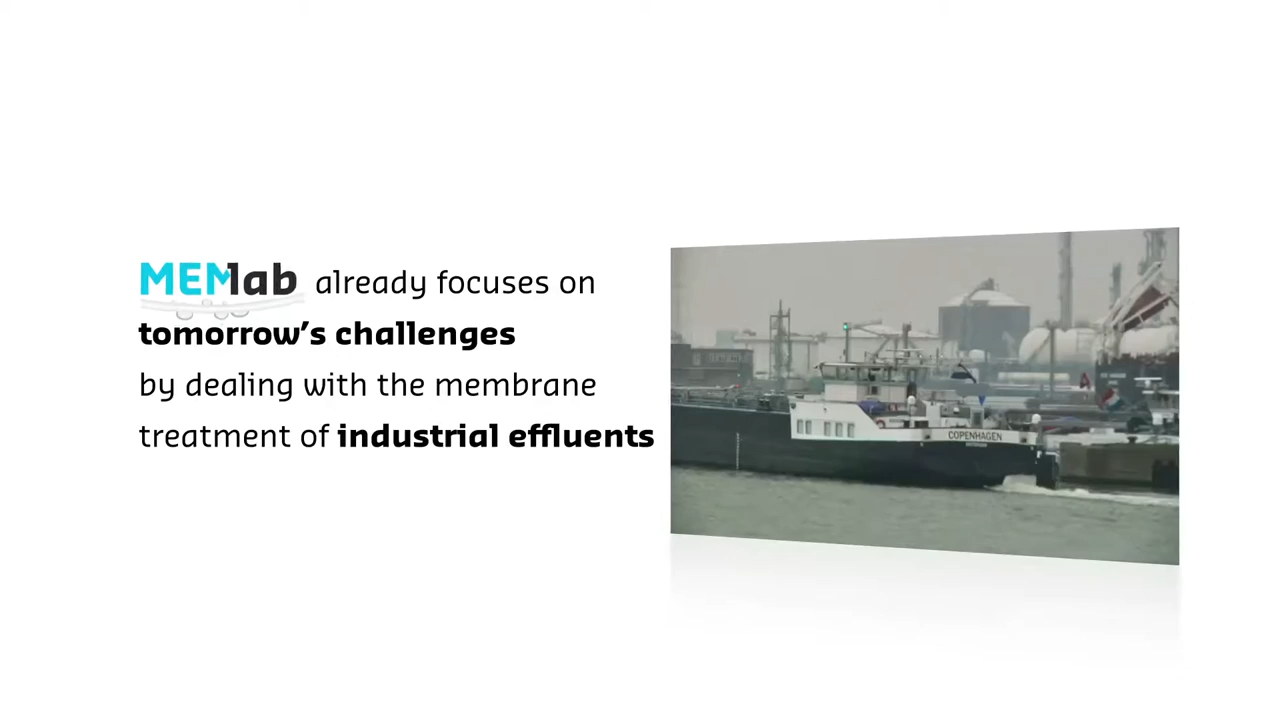 MEMlab already focuses on
tomorrow's challenges
by dealing with the membrane
treatment of industrial effluents
COPENHAGEN